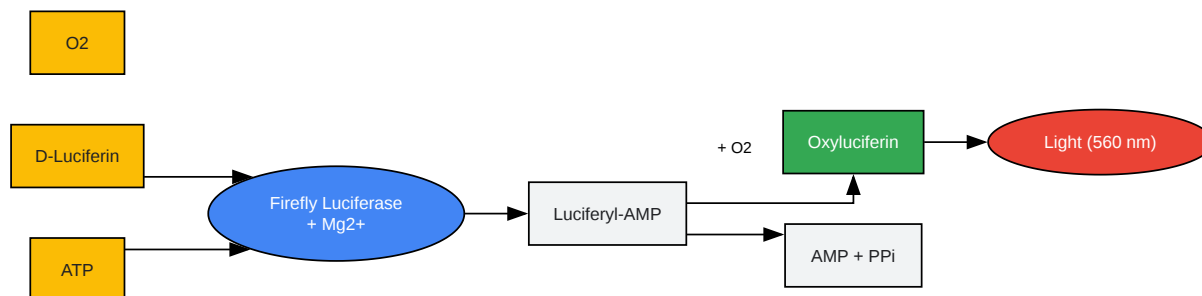 O2
D-Luciferin
ATP
Firefly Luciferase
+ Mg2+
Luciferyl-AMP
+ O2
Oxyluciferin
AMP + PPi
Light (560 nm)